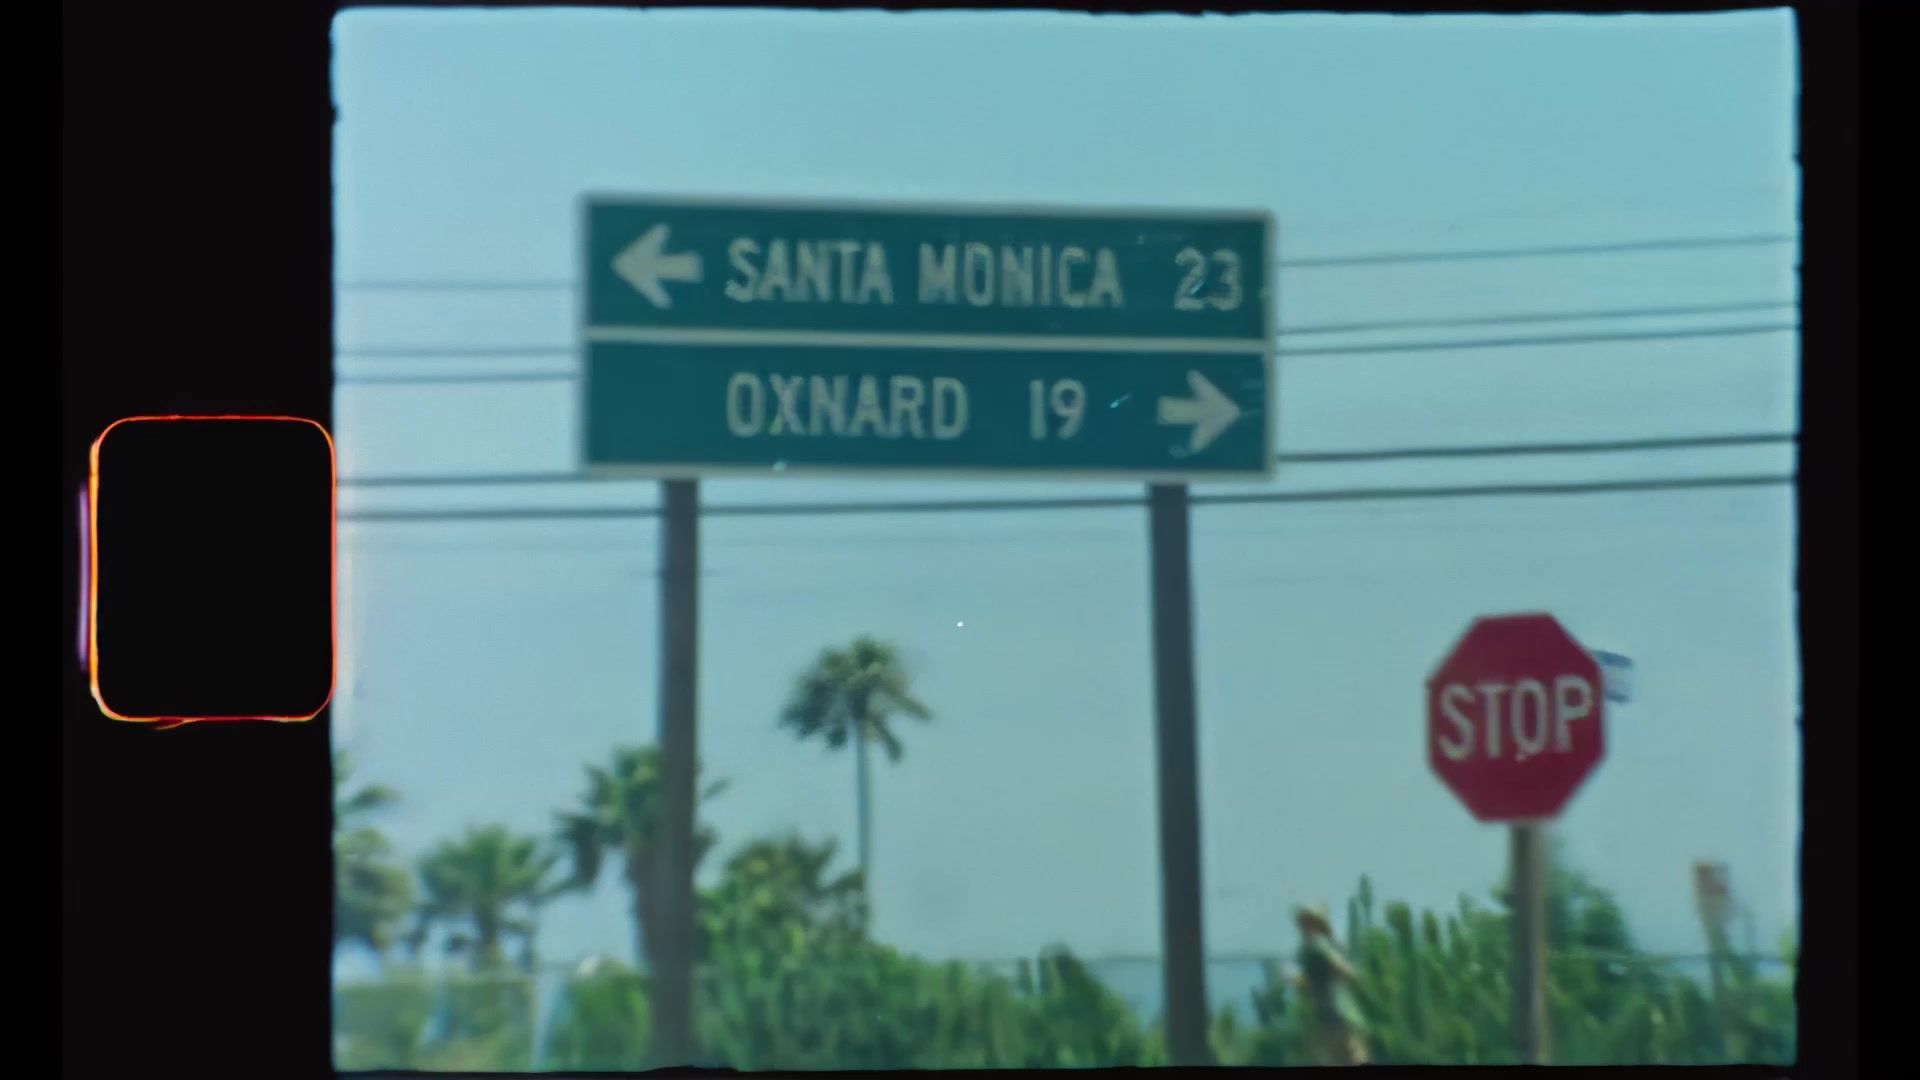 SANTA MONICA 23
OXNARD 19
STOP